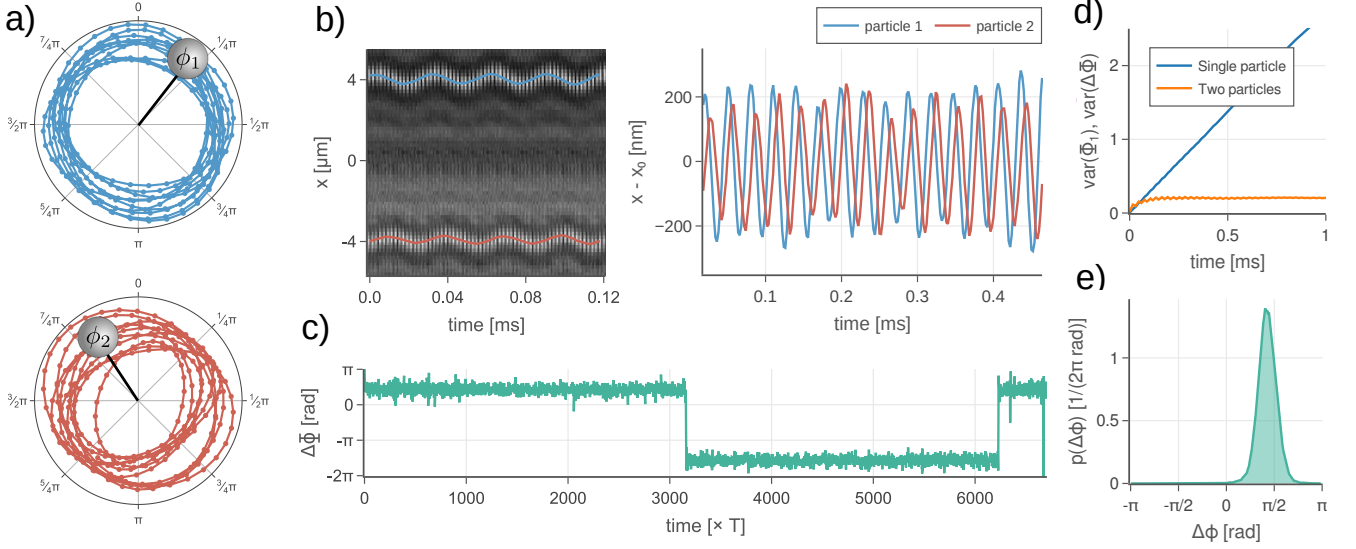 a)
0
¼π
½π
¾π
π
⁵⁄₄π
³⁄₂π
⁷⁄₄π
ϕ₁
0
¼π
½π
¾π
π
⁵⁄₄π
³⁄₂π
⁷⁄₄π
ϕ₂
b)
x [μm]
4
0
-4
0.0
0.04
0.08
0.12
time [ms]
particle 1
particle 2
x - x₀ [nm]
200
0
−200
0.1
0.2
0.3
0.4
time [ms]
c)
ΔΦ [rad]
π
0
-π
-2π
0
1000
2000
3000
4000
5000
6000
time [× T]
d)
var(Φ₁), var(ΔΦ)
2
1
0
Single particle
Two particles
0
0.5
1
time [ms]
e)
p(Δϕ) [1/(2π rad)]
1
0.5
0
-π
-π/2
0
π/2
π
Δϕ [rad]